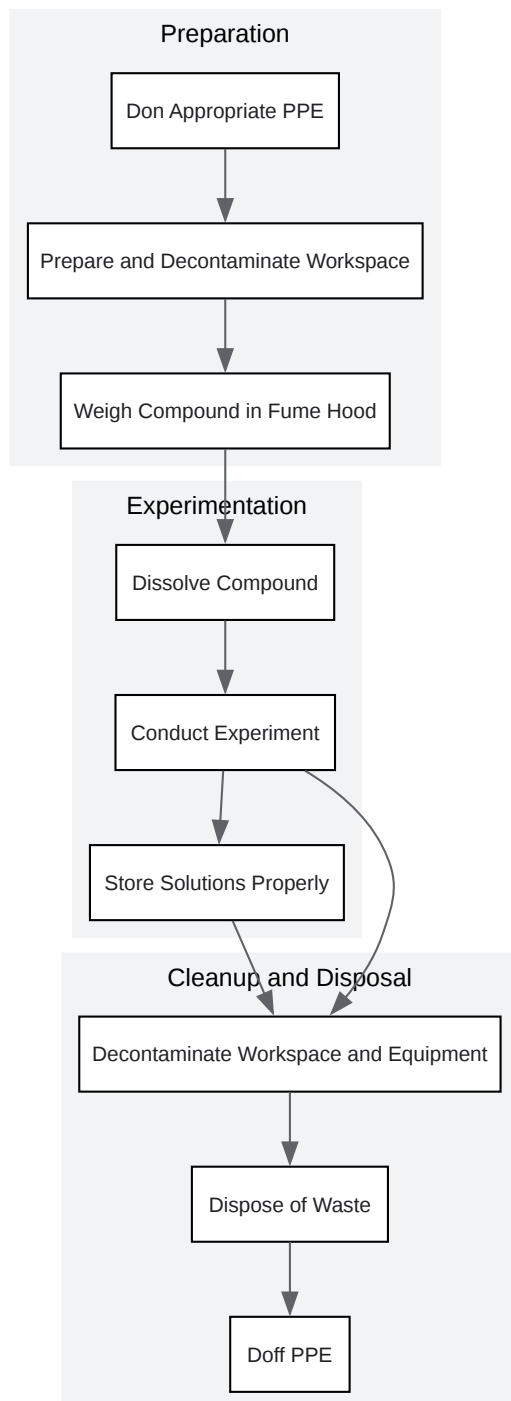 Preparation
Don Appropriate PPE
Prepare and Decontaminate Workspace
Weigh Compound in Fume Hood
Experimentation
Dissolve Compound
Conduct Experiment
Store Solutions Properly
Cleanup and Disposal
Decontaminate Workspace and Equipment
Dispose of Waste
Doff PPE